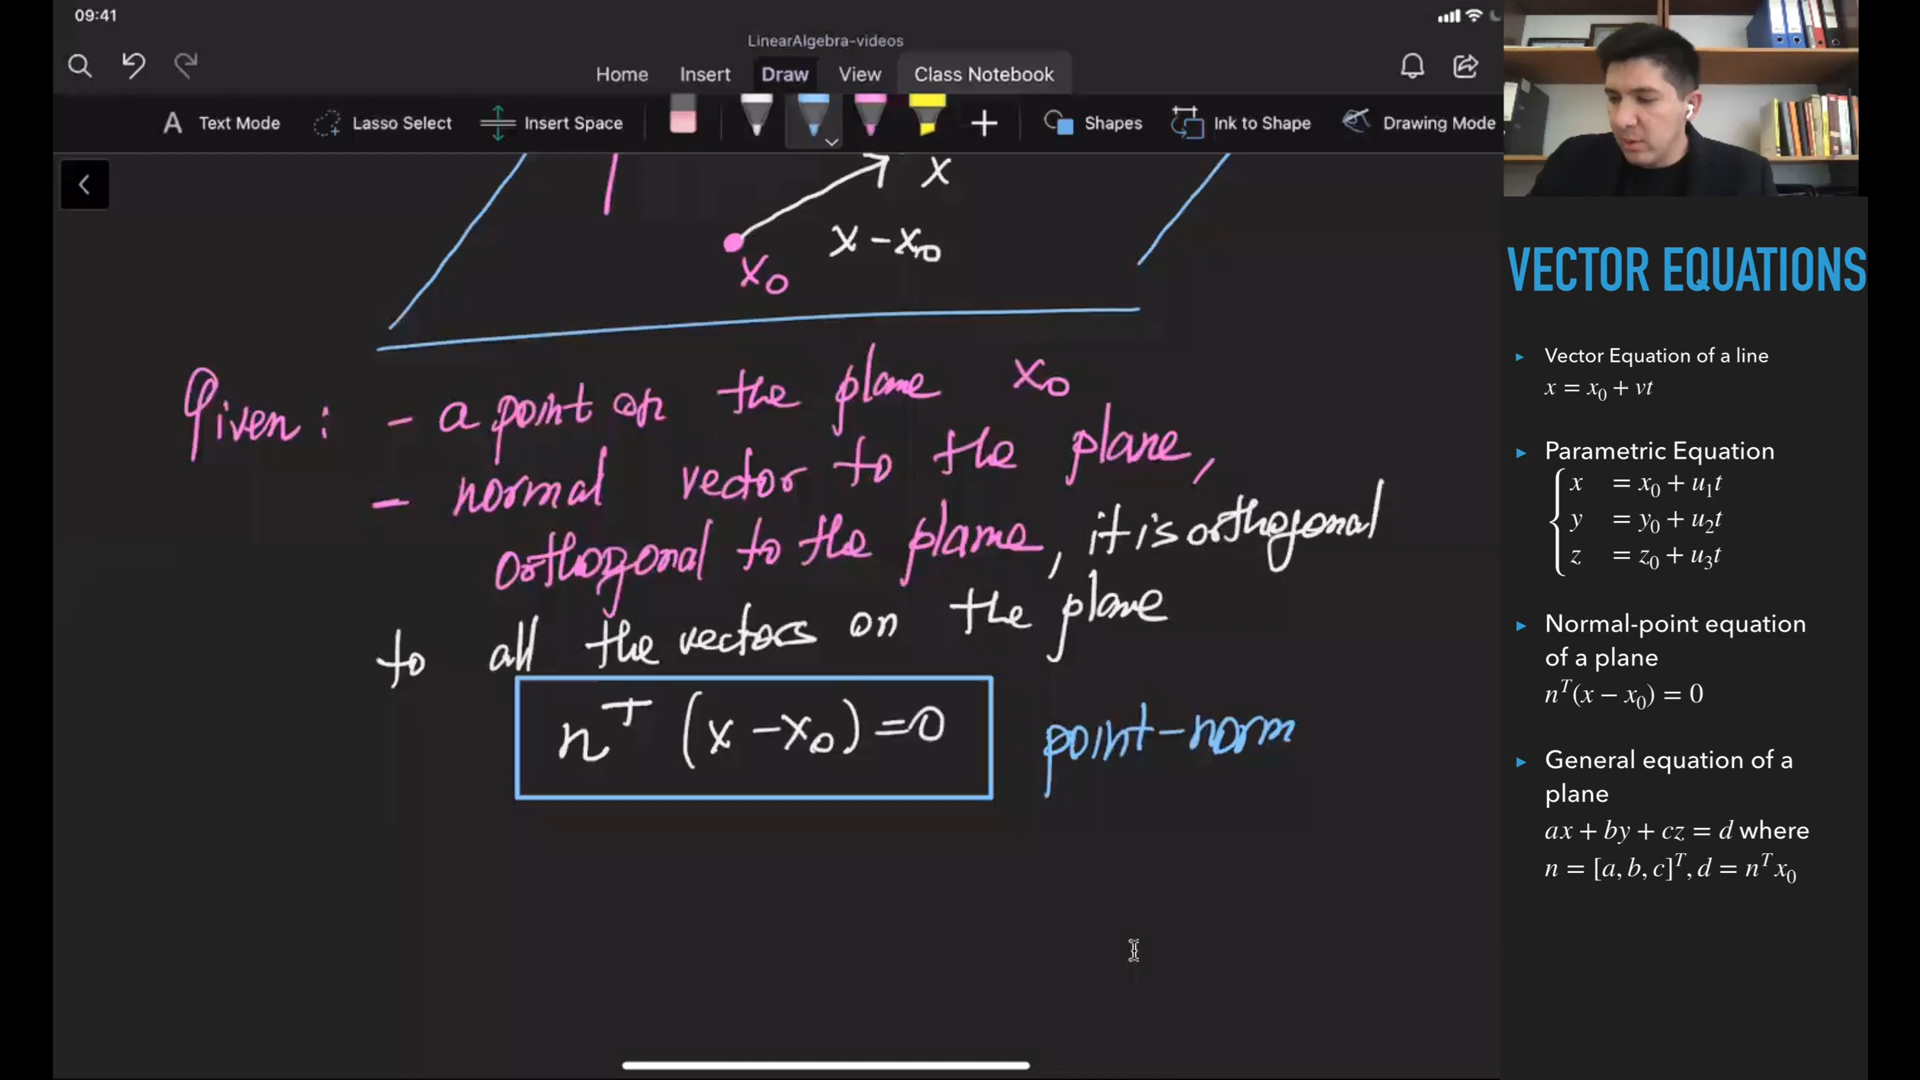 09:41
LinearAlgebra-videos
Home Insert Draw View Class Notebook
Text Mode Lasso Select Insert Space Shapes Ink to Shape Drawing Mode
x
x - x₀
x₀
Given: - a point on the plane x₀
- normal vector to the plane,
orthogonal to the plane, it is orthogonal
to all the vectors on the plane
nᵀ (x - x₀) = 0 point-norm
VECTOR EQUATIONS
▸ Vector Equation of a line
x = x₀ + vt
▸ Parametric Equation
x = x₀ + u₁t
y = y₀ + u₂t
z = z₀ + u₃t
▸ Normal-point equation
of a plane
nᵀ(x − x₀) = 0
▸ General equation of a
plane
ax + by + cz = d where
n = [a, b, c]ᵀ, d = nᵀx₀